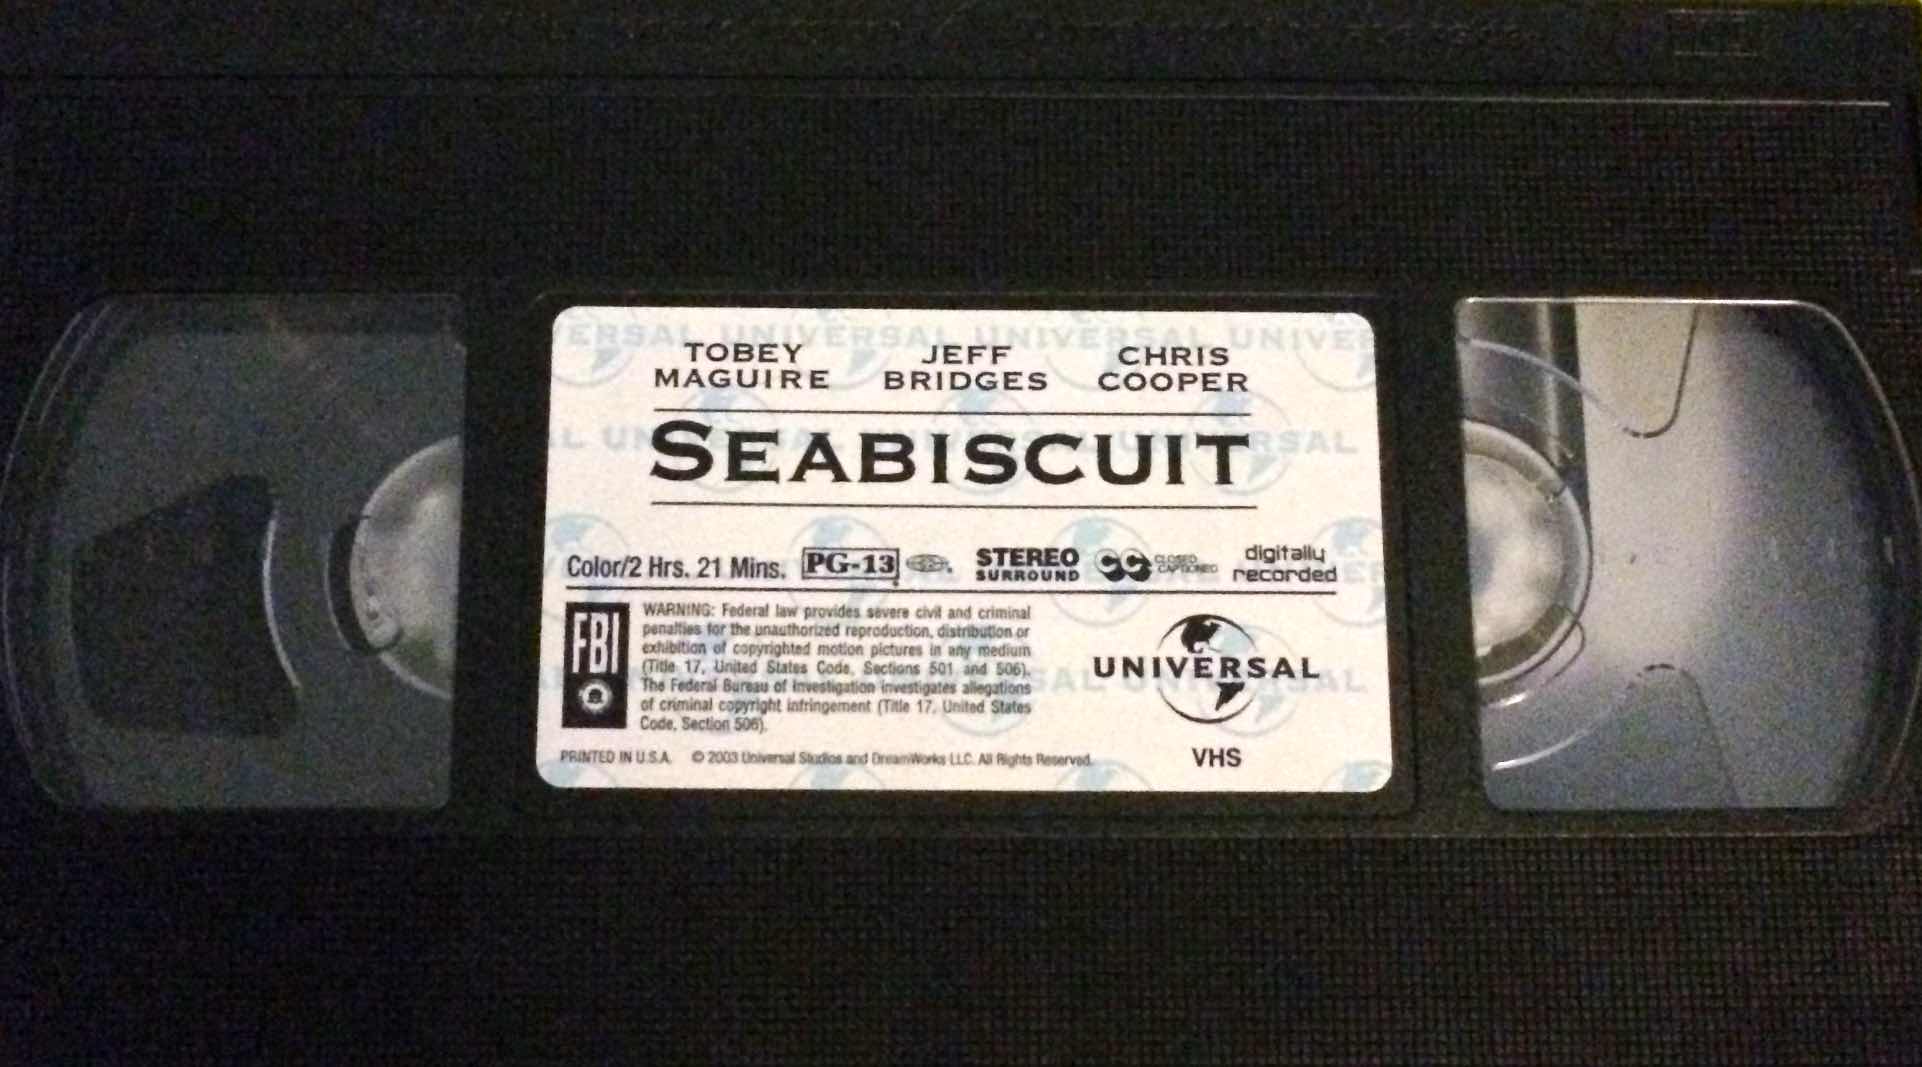 TOBEY MAGUIRE
JEFF BRIDGES
CHRIS COOPER
SEABISCUIT
Color/2 Hrs. 21 Mins. PG-13 STEREO SURROUND CC CLOSED CAPTIONED digitally recorded
FBI
WARNING: Federal law provides severe civil and criminal
penalties for the unauthorized reproduction, distribution or
exhibition of copyrighted motion pictures in any medium
(Title 17, United States Code, Sections 501 and 506).
The Federal Bureau of Investigation investigates allegations
of criminal copyright infringement (Title 17, United States
Code, Section 506).
UNIVERSAL
PRINTED IN U.S.A. © 2003 Universal Studios and DreamWorks LLC. All Rights Reserved.
VHS